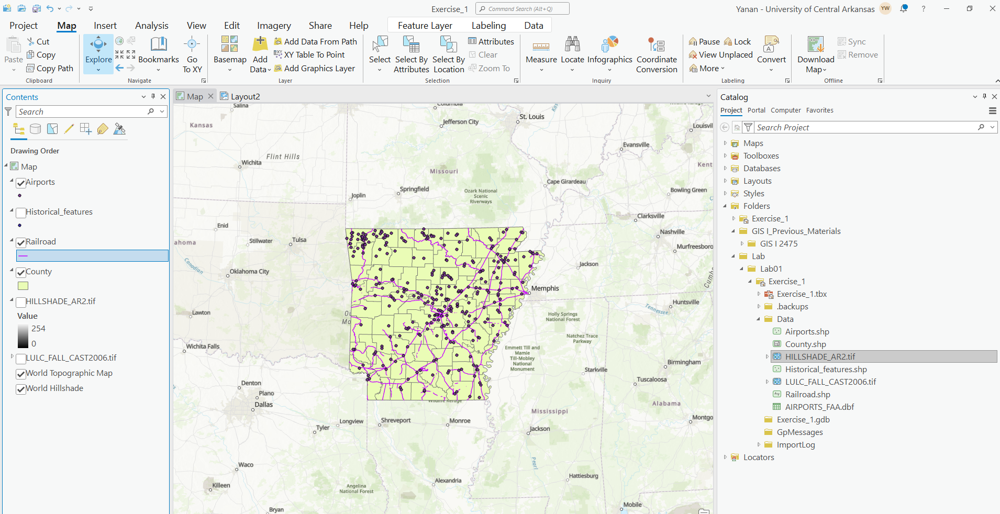 Exercise_1
Command Search (Alt+Q)
Yanan - University of Central Arkansas
YW
?
Project
Map
Insert
Analysis
View
Edit
Imagery
Share
Help
Feature Layer
Labeling
Data
Paste
Cut
Copy
Copy Path
Clipboard
Explore
Bookmarks
Go
To XY
Navigate
Basemap
Add
Data
Add Data From Path
XY Table To Point
Add Graphics Layer
Layer
Select
Select By
Attributes
Select By
Location
Attributes
Clear
Zoom To
Selection
Measure
Locate
Infographics
Coordinate
Conversion
Inquiry
Pause
Lock
View Unplaced
More
Convert
Labeling
Download
Map
Sync
Remove
Offline
Contents
Search
Drawing Order
Map
Airports
Historical_features
Railroad
County
HILLSHADE_AR2.tif
Value
254
0
LULC_FALL_CAST2006.tif
World Topographic Map
World Hillshade
Map
Layout2
Salina
Columbia
Kansas
Jefferson City
St. Louis
Louisvil
Evansville
Flint Hills
Wichita
Missouri
Kent
Cape Girardeau
Springfield
Ozark National
Scenic
Riverways
Bowling Green
Joplin
Clarksville
Enid
Nashville
ahoma
Stillwater
Tulsa
Murfreesboro
Canadian
Jackson
Oklahoma City
Cumb
Memphis
Huntsville
Tennessee
Lawton
Ou
Mo
Holly Springs
National Forest
Natchez Trace
Parkway
Wichita Falls
Emmett Till and
Mamie
Till-Mobley
National
Monument
Birmingham
Starkville
Tuscaloosa
Denton
Plano
Dallas
Wildlife Refuge
Alabama
Mississippi
Longview
Shreveport
Monroe
Montgo
Tyler
Jackson
Pearl
Waco
Alexandria
Hattiesburg
Killeen
Angelina
National Forest
Bryan
Mobile
Catalog
Project
Portal
Computer
Favorites
Search Project
Maps
Toolboxes
Databases
Layouts
Styles
Folders
Exercise_1
GIS I_Previous_Materials
GIS I 2475
Lab
Lab01
Exercise_1
Exercise_1.tbx
.backups
Data
Airports.shp
County.shp
HILLSHADE_AR2.tif
Historical_features.shp
LULC_FALL_CAST2006.tif
Railroad.shp
AIRPORTS_FAA.dbf
Exercise_1.gdb
GpMessages
ImportLog
Locators